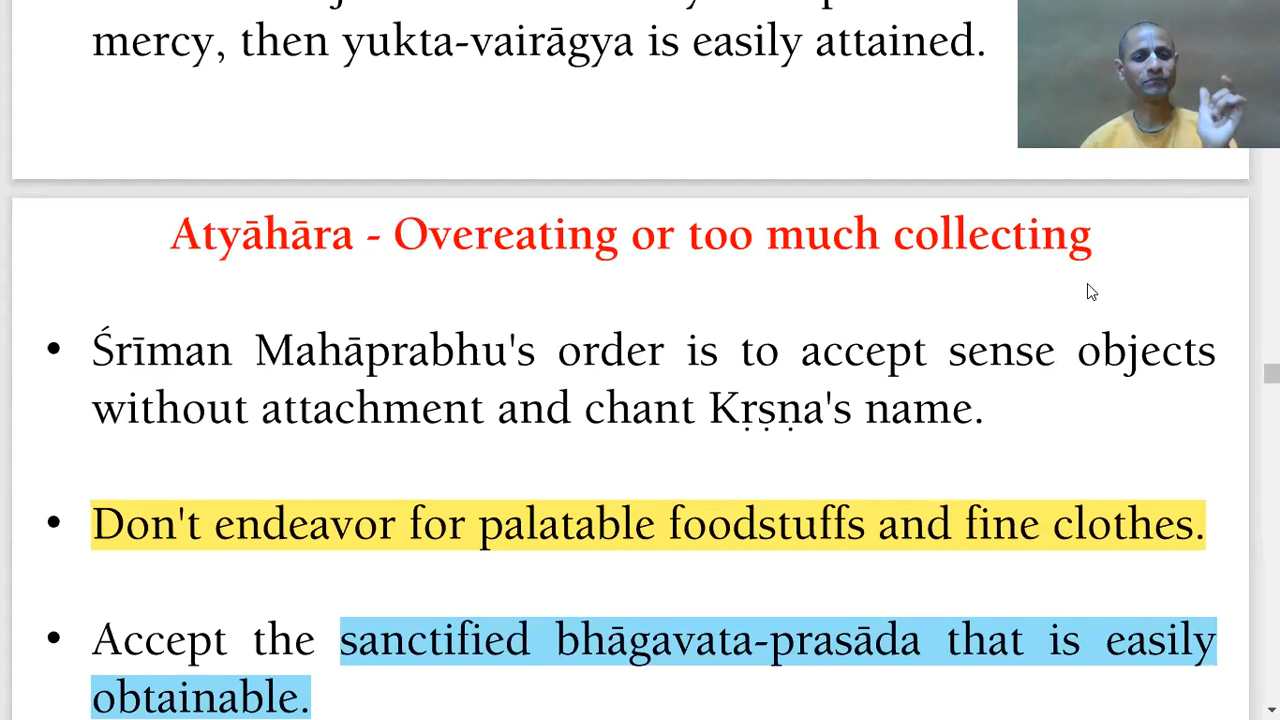 mercy, then yukta-vairāgya is easily attained.
Atyāhāra - Overeating or too much collecting
• Śrīman Mahāprabhu's order is to accept sense objects
without attachment and chant Kṛṣṇa's name.
• Don't endeavor for palatable foodstuffs and fine clothes.
• Accept the sanctified bhāgavata-prasāda that is easily
obtainable.